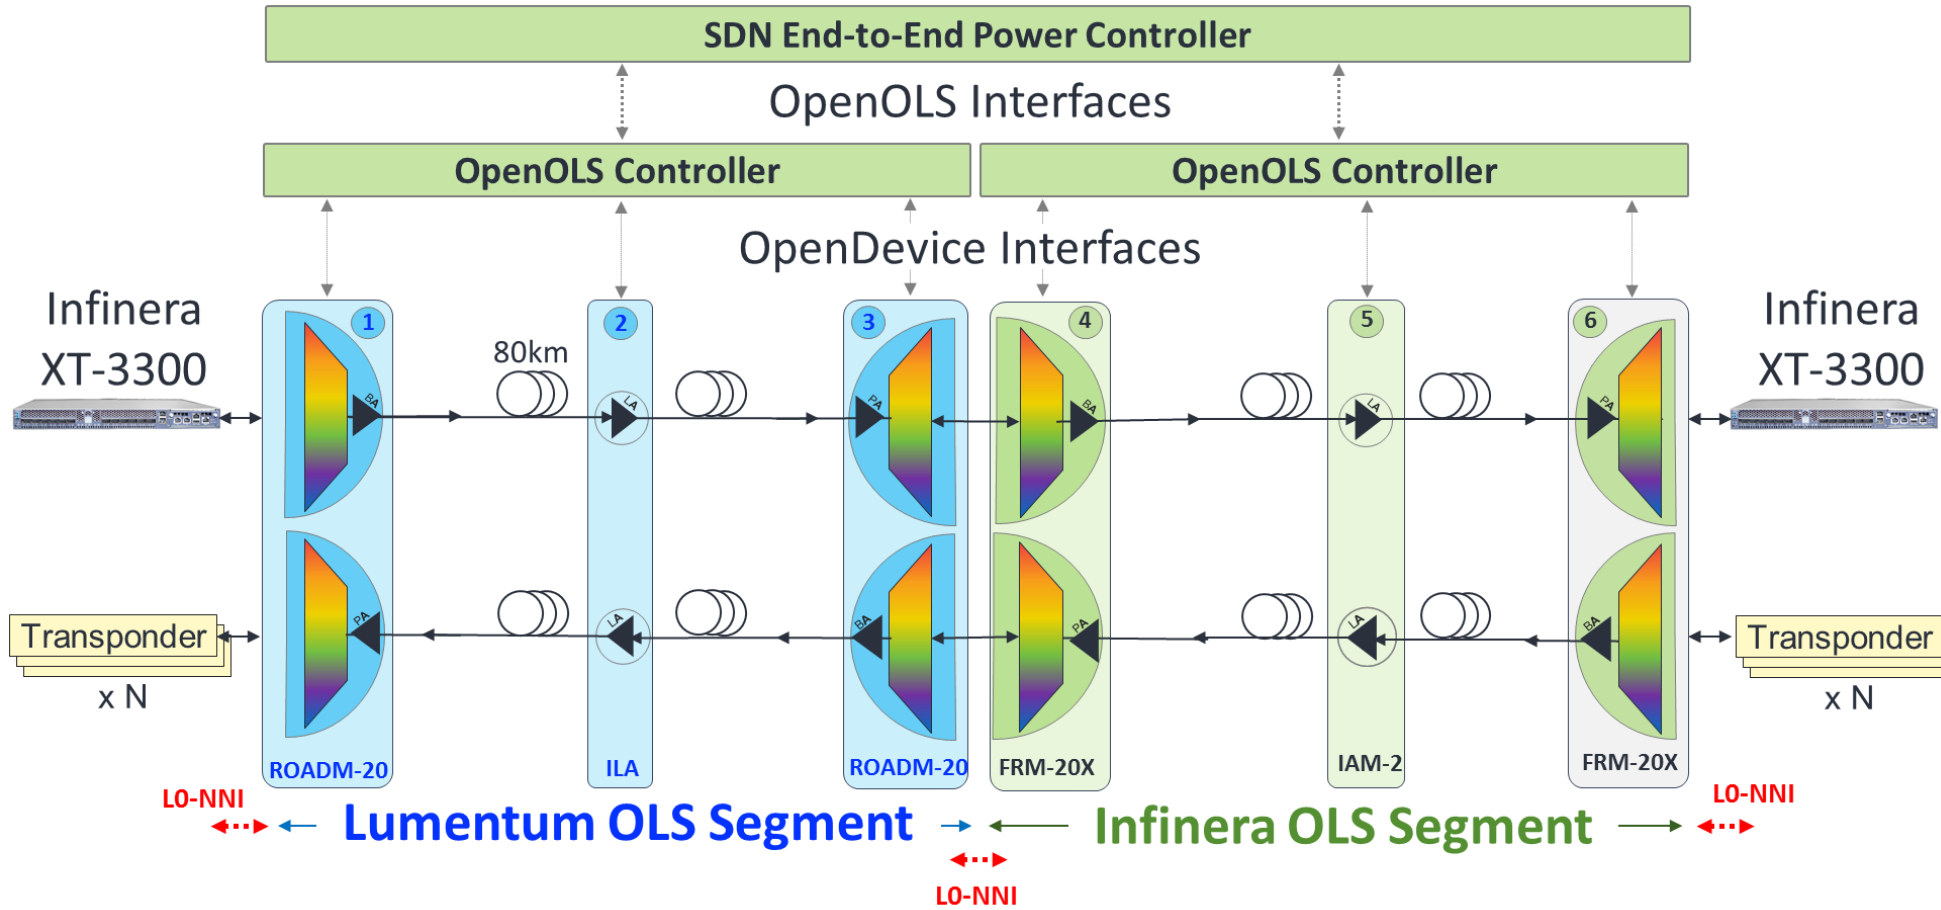 SDN End-to-End Power Controller
OpenOLS Interfaces
OpenOLS Controller
OpenOLS Controller
OpenDevice Interfaces
Infinera
XT-3300
1
80km
2
3
4
5
6
Infinera
XT-3300
BA
LA
PA
BA
LA
PA
Transponder
x N
PA
LA
BA
PA
LA
BA
Transponder
x N
ROADM-20
ILA
ROADM-20
FRM-20X
IAM-2
FRM-20X
L0-NNI
Lumentum OLS Segment
Infinera OLS Segment
L0-NNI
L0-NNI